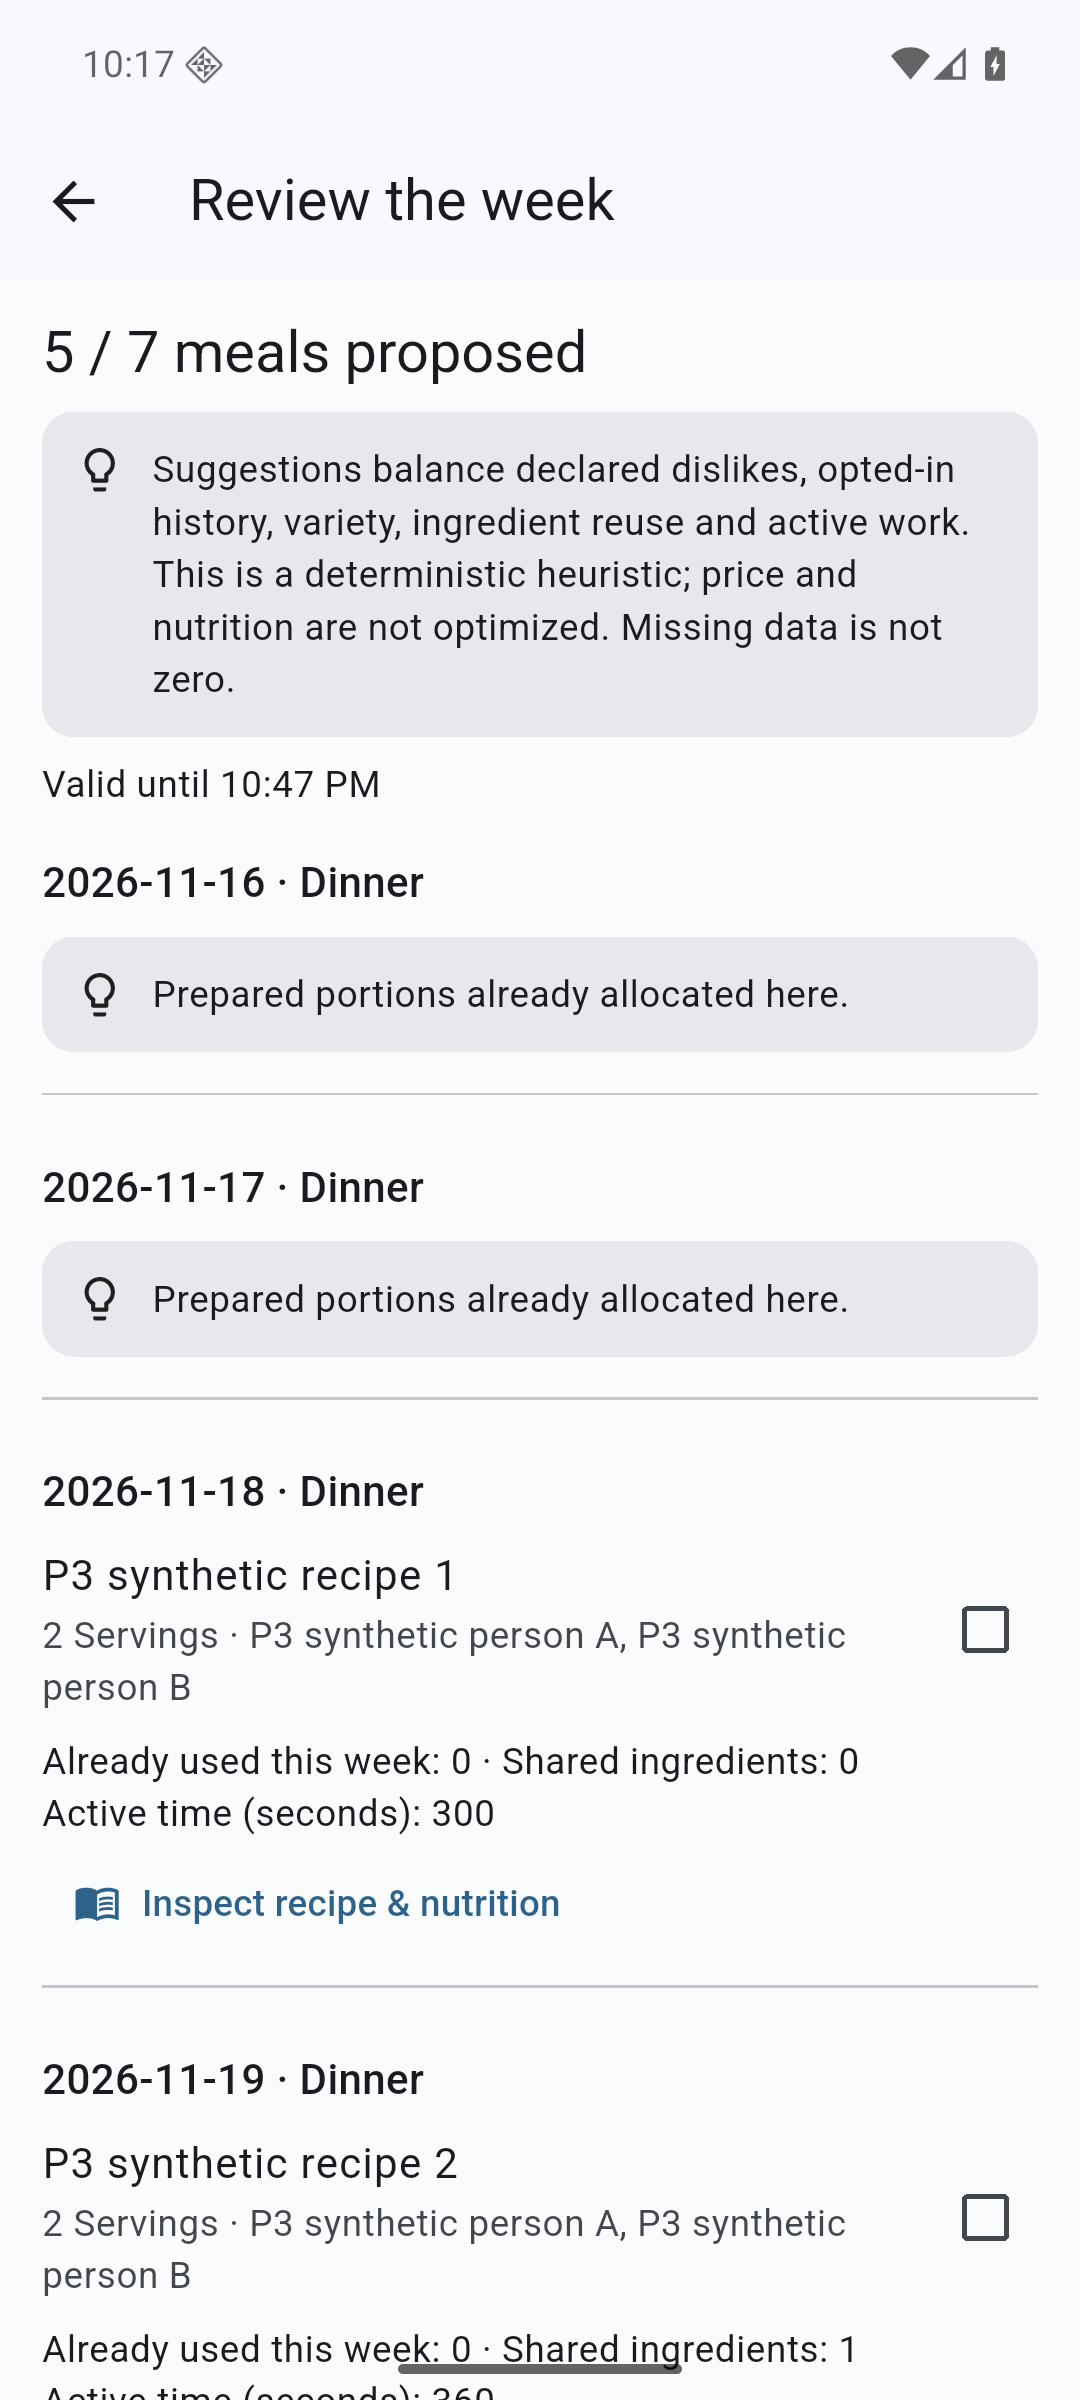 10:17
Review the week
5 / 7 meals proposed
Suggestions balance declared dislikes, opted-in
history, variety, ingredient reuse and active work.
This is a deterministic heuristic; price and
nutrition are not optimized. Missing data is not
zero.
Valid until 10:47 PM
2026-11-16 · Dinner
Prepared portions already allocated here.
2026-11-17 · Dinner
Prepared portions already allocated here.
2026-11-18 · Dinner
P3 synthetic recipe 1
2 Servings · P3 synthetic person A, P3 synthetic
person B
Already used this week: 0 · Shared ingredients: 0
Active time (seconds): 300
Inspect recipe & nutrition
2026-11-19 · Dinner
P3 synthetic recipe 2
2 Servings · P3 synthetic person A, P3 synthetic
person B
Already used this week: 0 · Shared ingredients: 1
Active time (seconds): 360